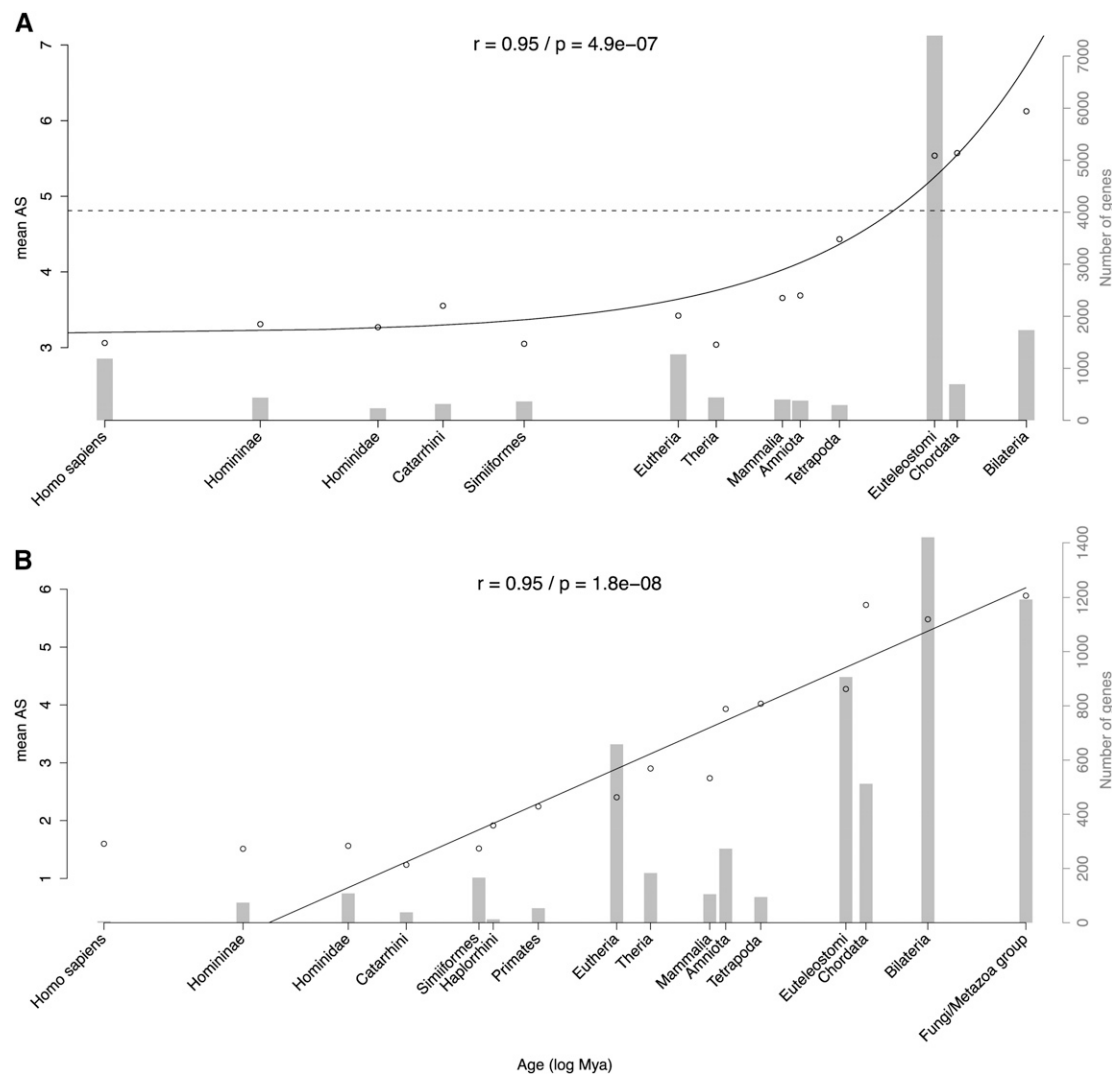 A
r = 0.95 / p = 4.9e−07
mean AS
7
6
5
4
3
Number of genes
7000
6000
5000
4000
3000
2000
1000
0
Homo sapiens
Homininae
Hominidae
Catarrhini
Simiiformes
Eutheria
Theria
Mammalia
Amniota
Tetrapoda
Euteleostomi
Chordata
Bilateria
B
r = 0.95 / p = 1.8e−08
mean AS
6
5
4
3
2
1
Number of genes
1400
1200
1000
800
600
400
200
0
Homo sapiens
Homininae
Hominidae
Catarrhini
Simiiformes
Haplorrhini
Primates
Eutheria
Theria
Mammalia
Amniota
Tetrapoda
Euteleostomi
Chordata
Bilateria
Fungi/Metazoa group
Age (log Mya)